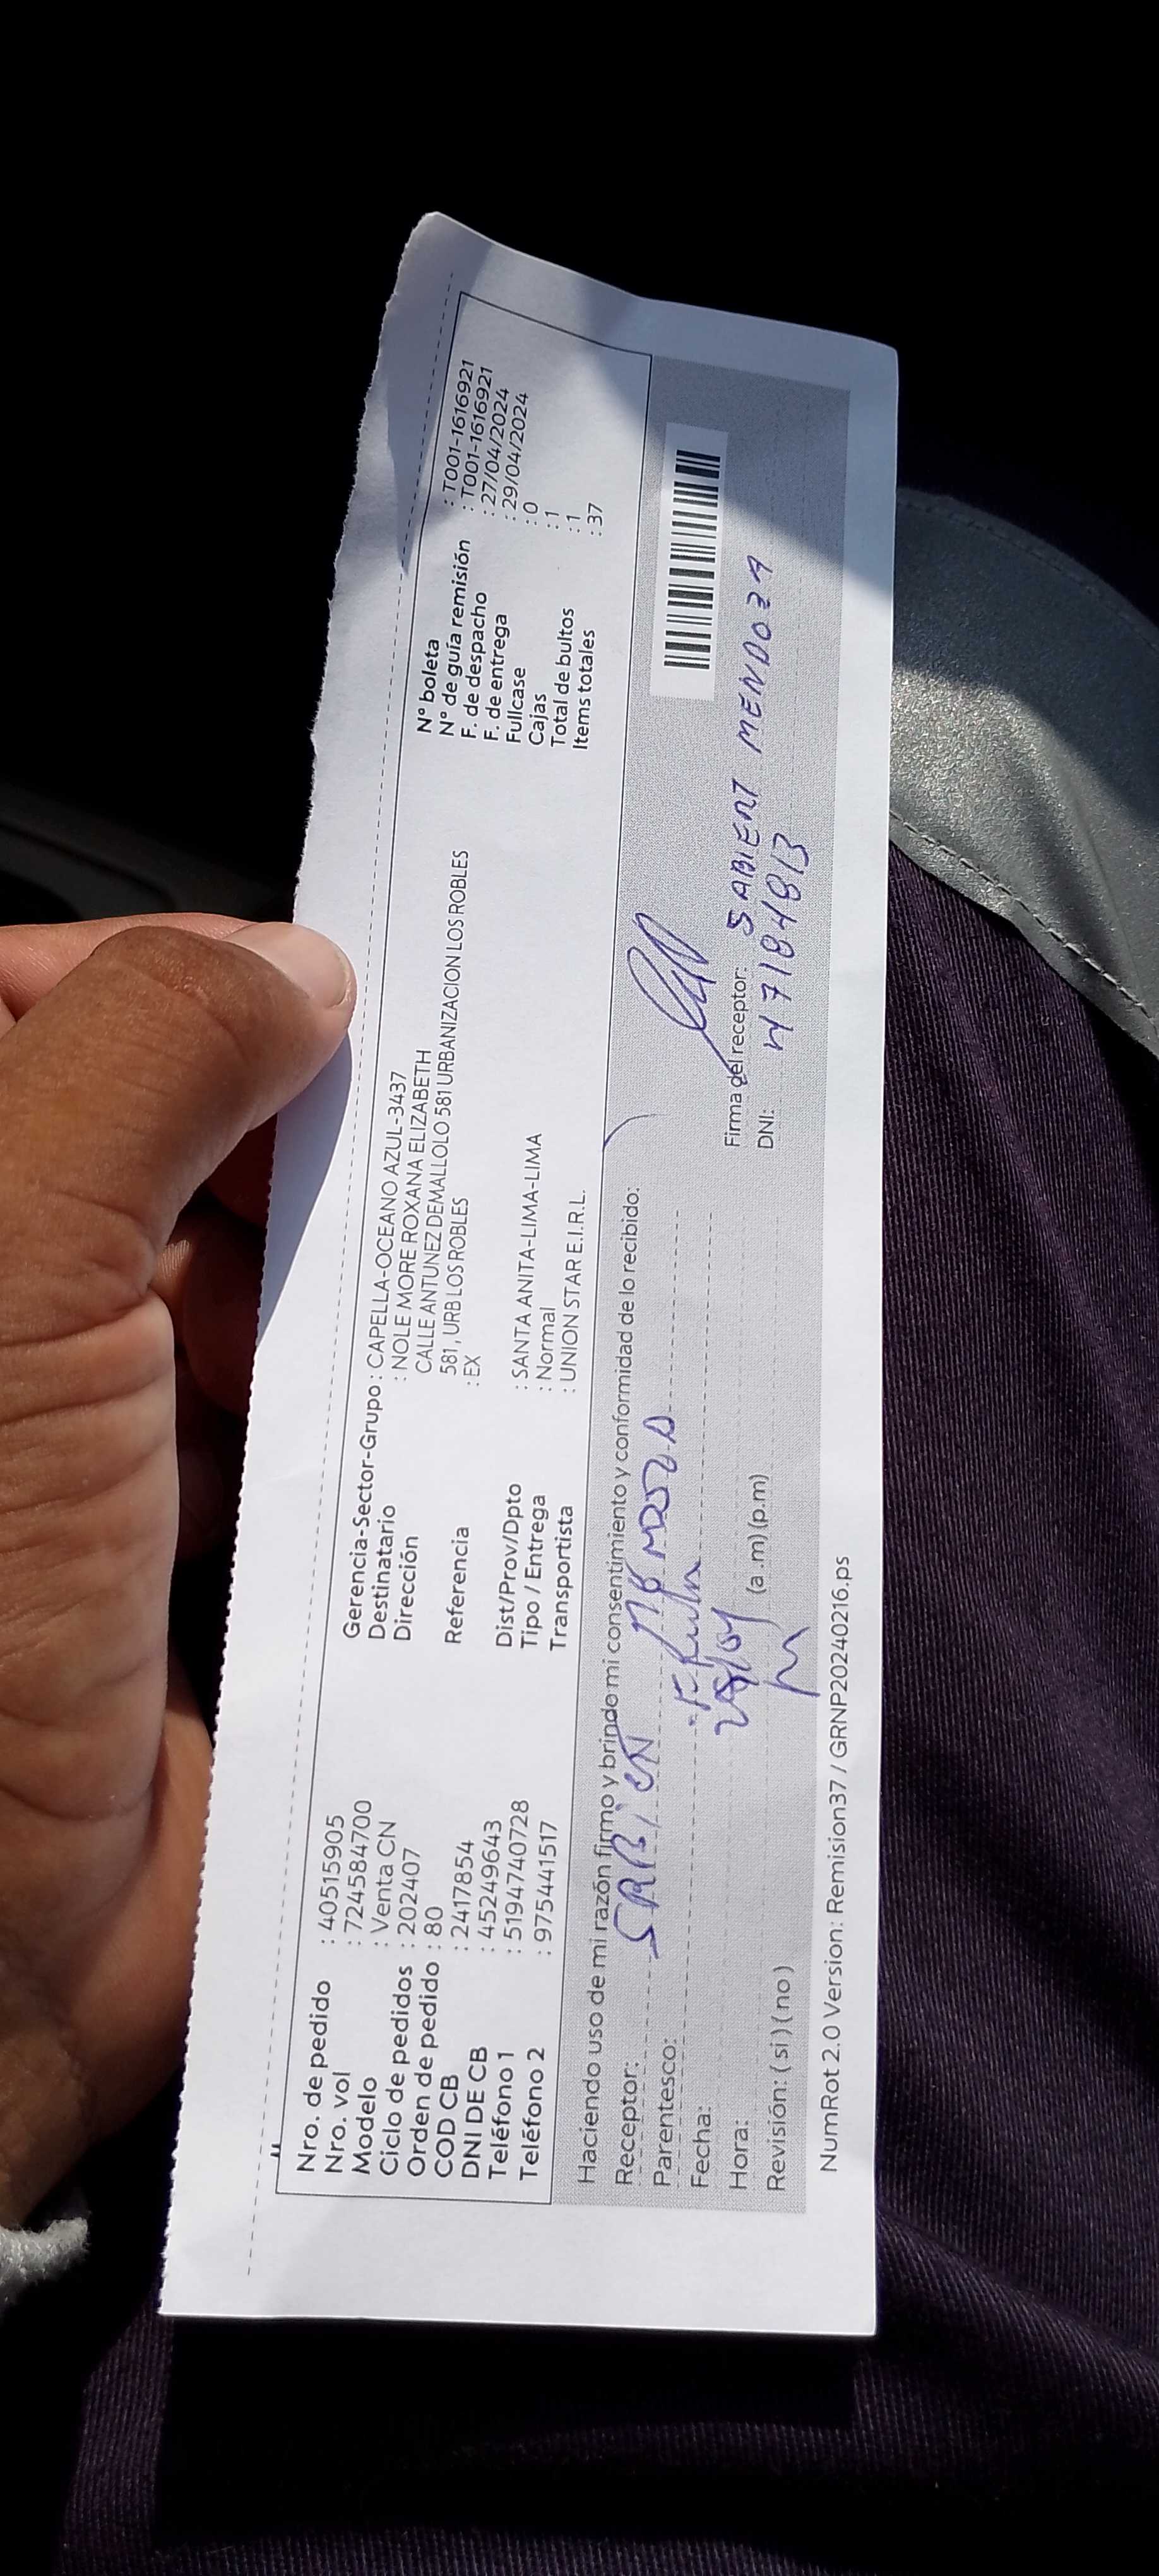 Nro. de pedido : 40515905
Nro. vol : 724584700
Modelo : Venta CN
Ciclo de pedidos : 202407
Orden de pedido : 80
COD CB : 2417854
DNI DE CB : 45249643
Teléfono 1 : 51947407​28
Teléfono 2 : 975441517
Gerencia-Sector-Grupo : CAPELLA-OCEANO AZUL-3437
Destinatario : NOLE MORE ROXANA ELIZABETH
Dirección CALLE ANTUNEZ DEMALLOLO 581 URBANIZACION LOS ROBLES
581 , URB LOS ROBLES
Referencia : EX
Dist/Prov/Dpto : SANTA ANITA-LIMA-LIMA
Tipo / Entrega : Normal
Transportista : UNION STAR E.I.R.L.
N° boleta : T001-1616921
N° de guía remisión : T001-1616921
F. de despacho : 27/04/2024
F. de entrega : 29/04/2024
Fullcase : 0
Cajas : 1
Total de bultos : 1
Items totales : 37
Haciendo uso de mi razón firmo y brindo mi consentimiento y conformidad de lo recibido:
Receptor:
Parentesco:
Fecha:
Hora: (a .m) (p.m)
Revisión: ( si ) ( no )
Firma del receptor: MENDOZA
DNI:
NumRot 2.0 Version: Remision37 / GRNP20240216.ps